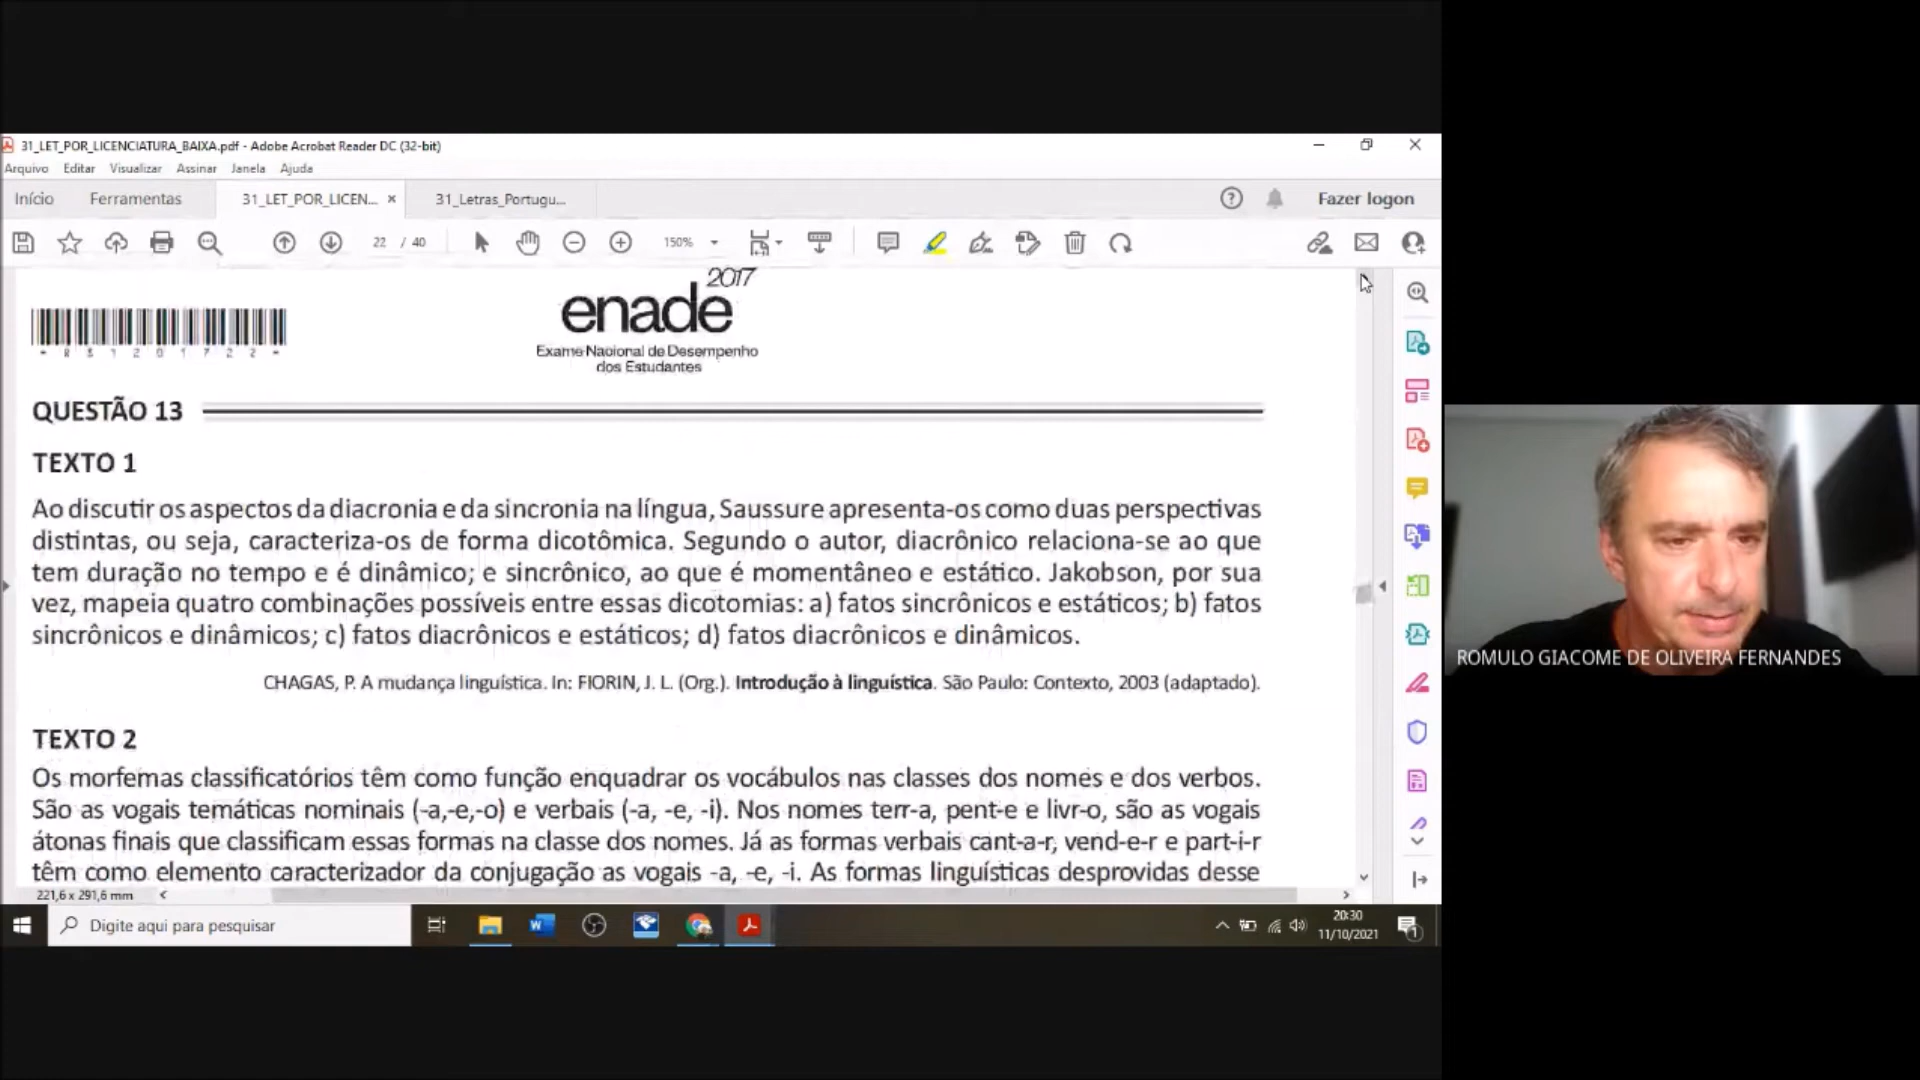 31_LET_POR_LICENCIATURA_BAIXA.pdf - Adobe Acrobat Reader DC (32-bit)
Arquivo Editar Visualizar Assinar Janela Ajuda
Início Ferramentas 31_LET_POR_LICEN... × 31_Letras_Portugu... Fazer logon
22 / 40 150%
2017
enade
Exame Nacional de Desempenho
dos Estudantes
QUESTÃO 13
TEXTO 1
Ao discutir os aspectos da diacronia e da sincronia na língua, Saussure apresenta-os como duas perspectivas
distintas, ou seja, caracteriza-os de forma dicotômica. Segundo o autor, diacrônico relaciona-se ao que
tem duração no tempo e é dinâmico; e sincrônico, ao que é momentâneo e estático. Jakobson, por sua
vez, mapeia quatro combinações possíveis entre essas dicotomias: a) fatos sincrônicos e estáticos; b) fatos
sincrônicos e dinâmicos; c) fatos diacrônicos e estáticos; d) fatos diacrônicos e dinâmicos.
CHAGAS, P. A mudança linguística. In: FIORIN, J. L. (Org.). Introdução à linguística. São Paulo: Contexto, 2003 (adaptado).
TEXTO 2
Os morfemas classificatórios têm como função enquadrar os vocábulos nas classes dos nomes e dos verbos.
São as vogais temáticas nominais (-a,-e,-o) e verbais (-a, -e, -i). Nos nomes terr-a, pent-e e livr-o, são as vogais
átonas finais que classificam essas formas na classe dos nomes. Já as formas verbais cant-a-r, vend-e-r e part-i-r
têm como elemento caracterizador da conjugação as vogais -a, -e, -i. As formas linguísticas desprovidas desse
221,6 x 291,6 mm
Digite aqui para pesquisar
20:30
11/10/2021
1
ROMULO GIACOME DE OLIVEIRA FERNANDES